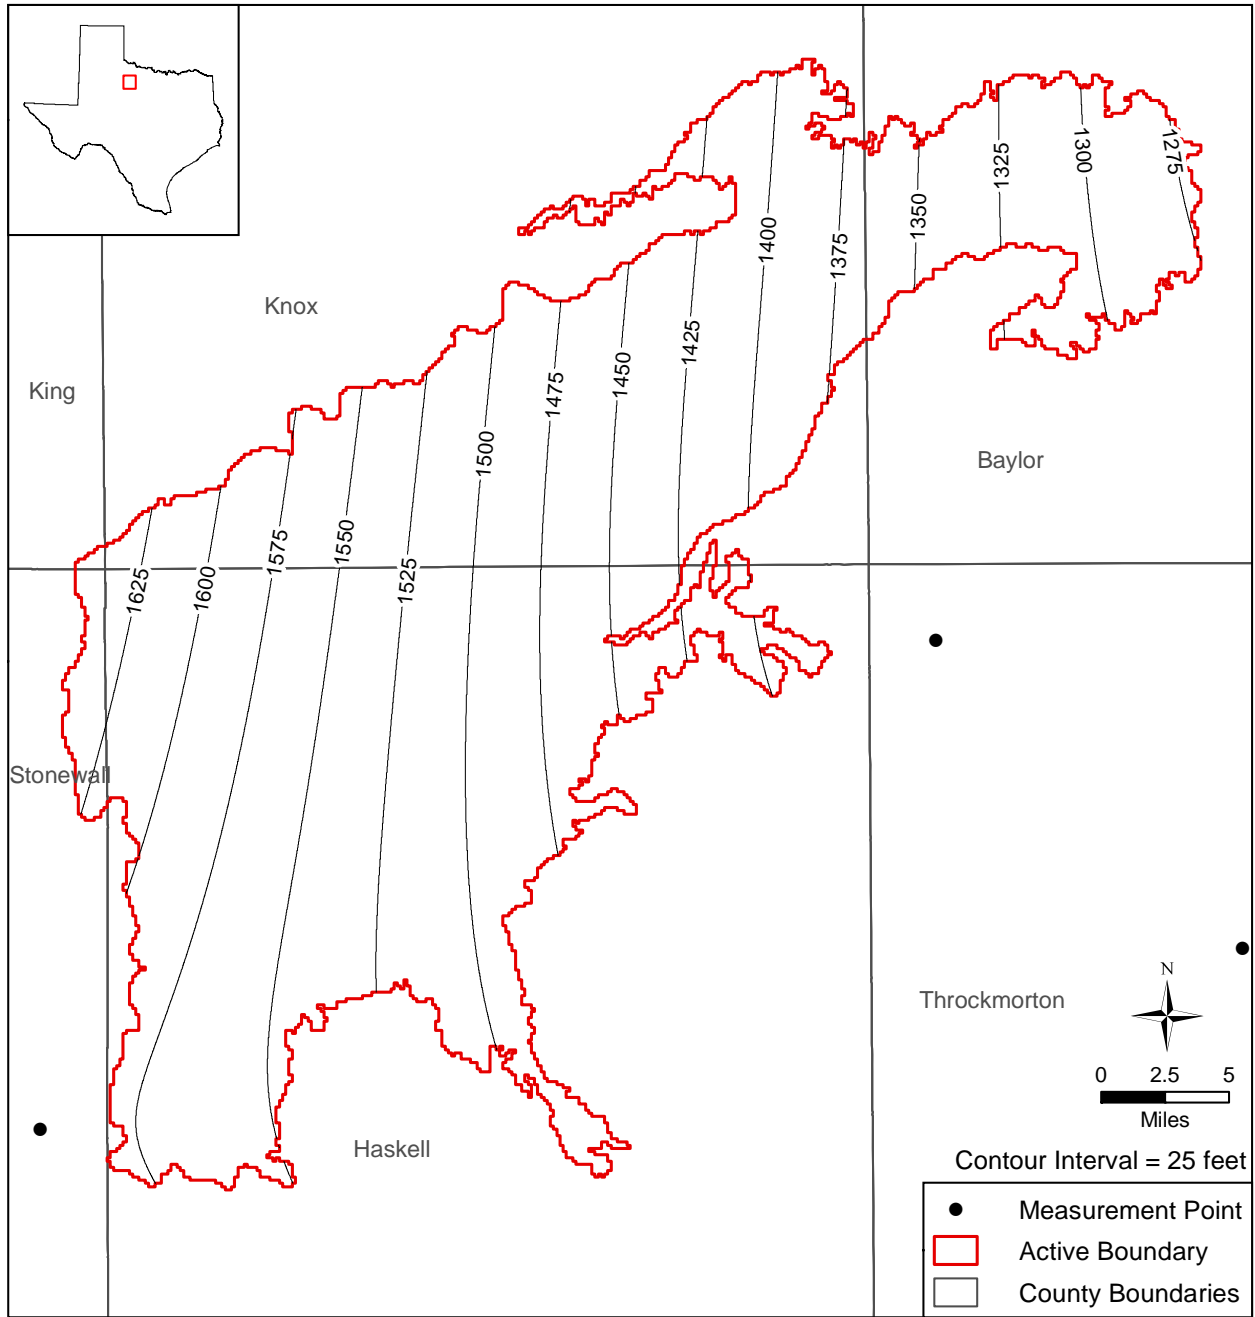 Knox
King
Baylor
Stonewall
Throckmorton
Haskell
1625
1600
1575
1550
1525
1500
1475
1450
1425
1400
1375
1350
1325
1300
1275
N
0 2.5 5
Miles
Contour Interval = 25 feet
Measurement Point
Active Boundary
County Boundaries